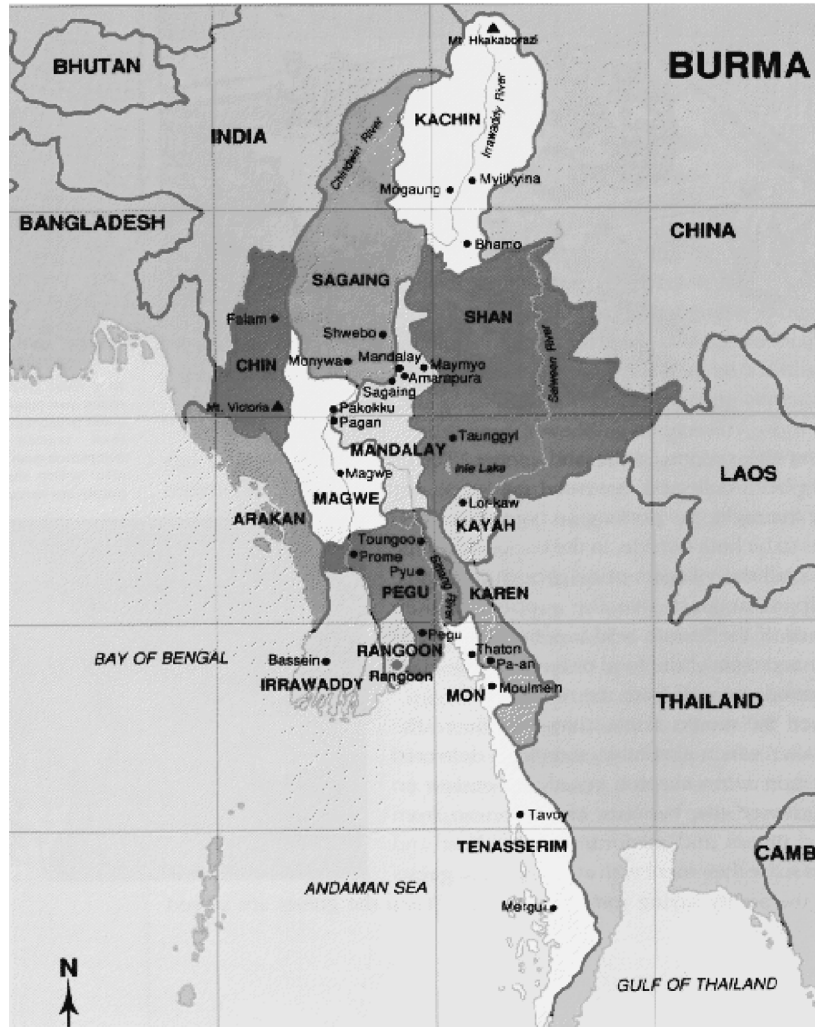 Mt. Hkakaborazi
BHUTAN
BURMA
KACHIN
Irrawaddy River
INDIA
Chindwin River
Mogaung
Myitkyina
BANGLADESH
CHINA
Bhamo
SAGAING
SHAN
Falam
Shwebo
CHIN
Monywa
Mandalay
Maymyo
Amarapura
Sagaing
Salween River
Mt. Victoria
Pakokku
Pagan
MANDALAY
Taunggyi
Magwe
Inle Lake
LAOS
MAGWE
Loi-kaw
ARAKAN
KAYAH
Toungoo
Prome
Pyu
Sittang River
PEGU
KAREN
Pegu
BAY OF BENGAL
Bassein
RANGOON
Thaton
Pa-an
IRRAWADDY
Rangoon
MON
Moulmein
THAILAND
Tavoy
TENASSERIM
CAMB
ANDAMAN SEA
Mergui
N
GULF OF THAILAND